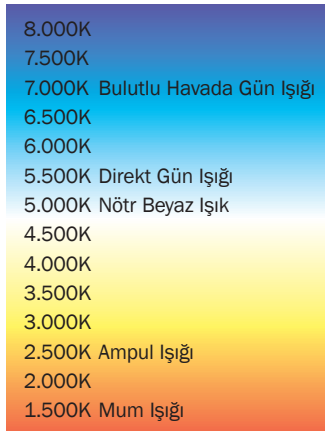 8.000K
7.500K
7.000K Bulutlu Havada Gün Işığı
6.500K
6.000K
5.500K Direkt Gün Işığı
5.000K Nötr Beyaz Işık
4.500K
4.000K
3.500K
3.000K
2.500K Ampul Işığı
2.000K
1.500K Mum Işığı